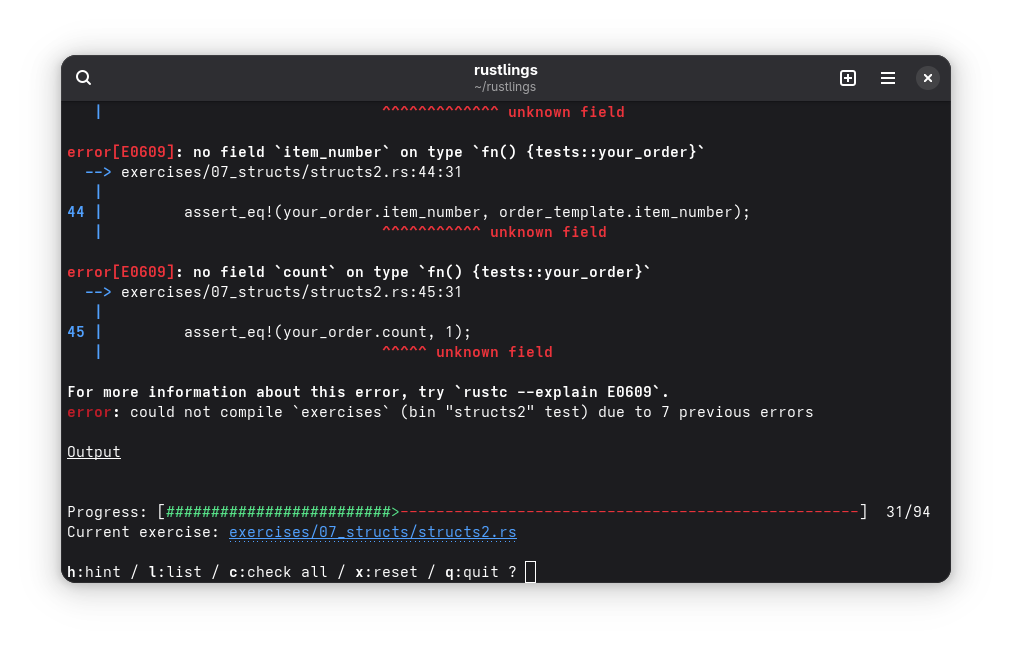 rustlings
~/rustlings
| ^^^^^^^^^^^^^ unknown field
error[E0609]: no field `item_number` on type `fn() {tests::your_order}`
--> exercises/07_structs/structs2.rs:44:31
|
44 | assert_eq!(your_order.item_number, order_template.item_number);
| ^^^^^^^^^^^ unknown field
error[E0609]: no field `count` on type `fn() {tests::your_order}`
--> exercises/07_structs/structs2.rs:45:31
|
45 | assert_eq!(your_order.count, 1);
| ^^^^^ unknown field
For more information about this error, try `rustc --explain E0609`.
error: could not compile `exercises` (bin "structs2" test) due to 7 previous errors
Output
Progress: [#########################>---------------------------------------------------] 31/94
Current exercise: exercises/07_structs/structs2.rs
h:hint / l:list / c:check all / x:reset / q:quit ?